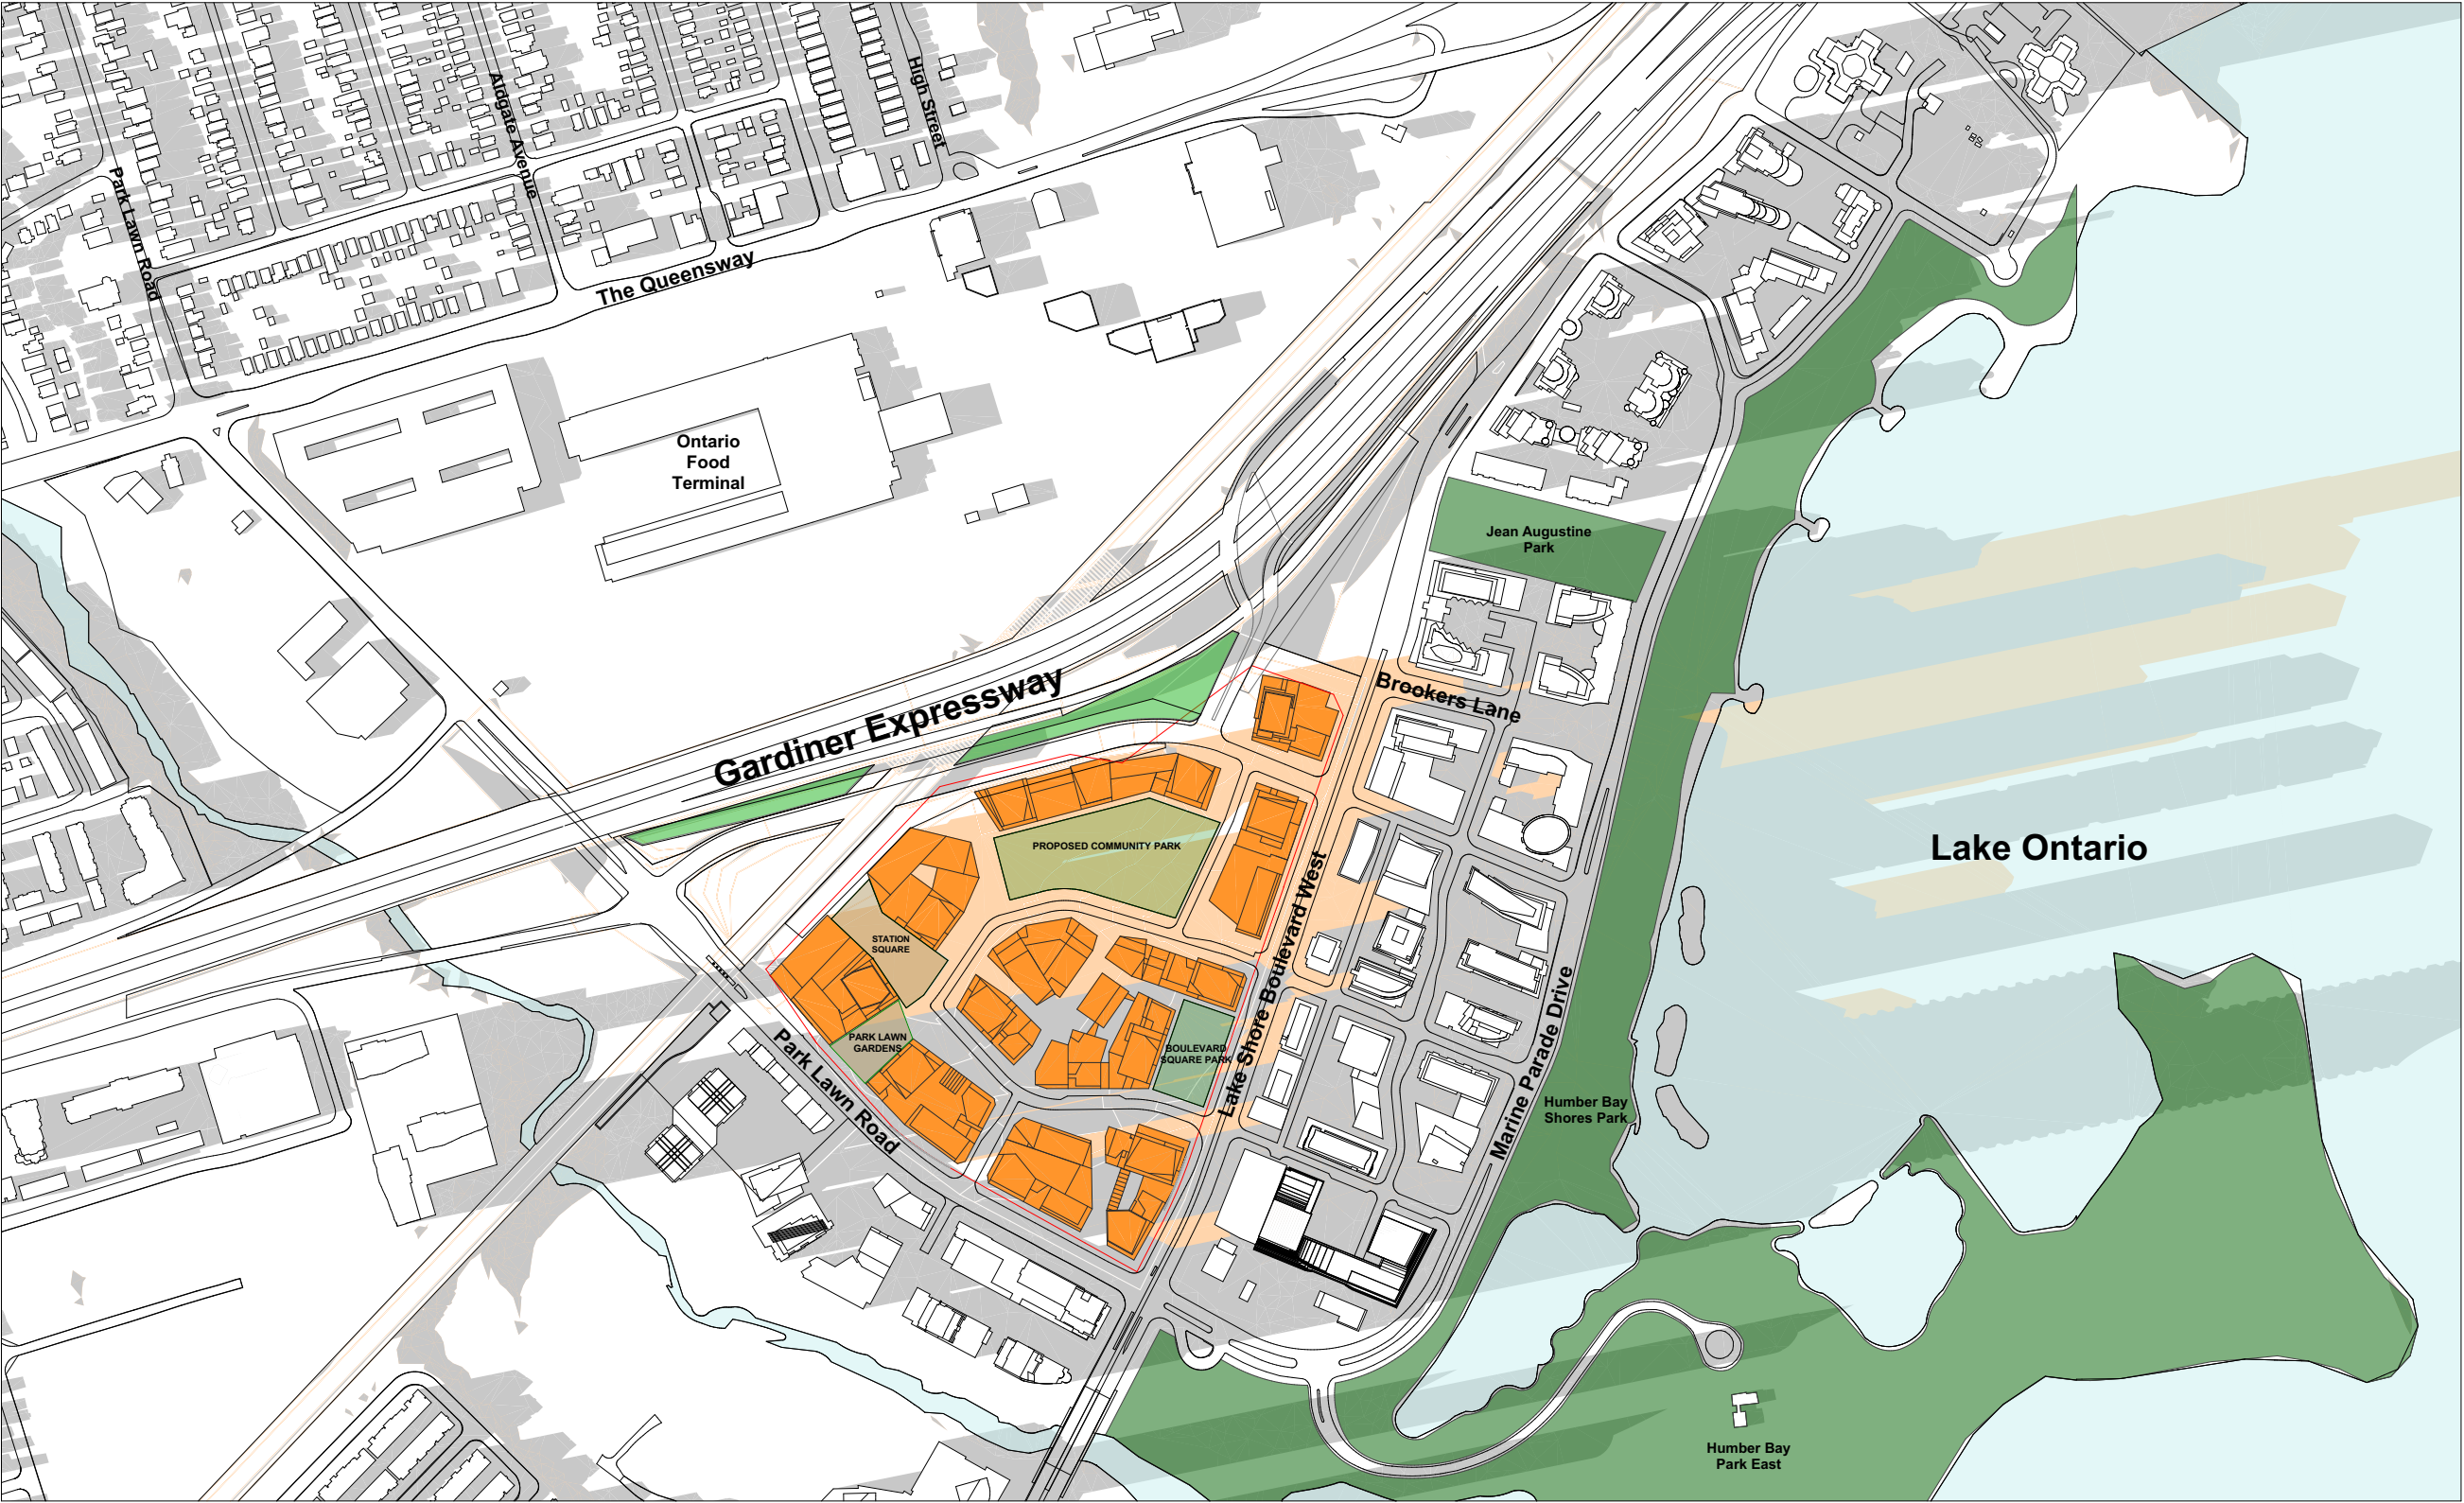 High Street
Aldgate Avenue
Park Lawn Road
The Queensway
Ontario
Food
Terminal
Jean Augustine
Park
Gardiner Expressway
Brookers Lane
PROPOSED COMMUNITY PARK
Lake Ontario
STATION
SQUARE
Lake Shore Boulevard West
PARK LAWN
GARDENS
BOULEVARD
SQUARE PARK
Park Lawn Road
Marine Parade Drive
Humber Bay
Shores Park
Humber Bay
Park East